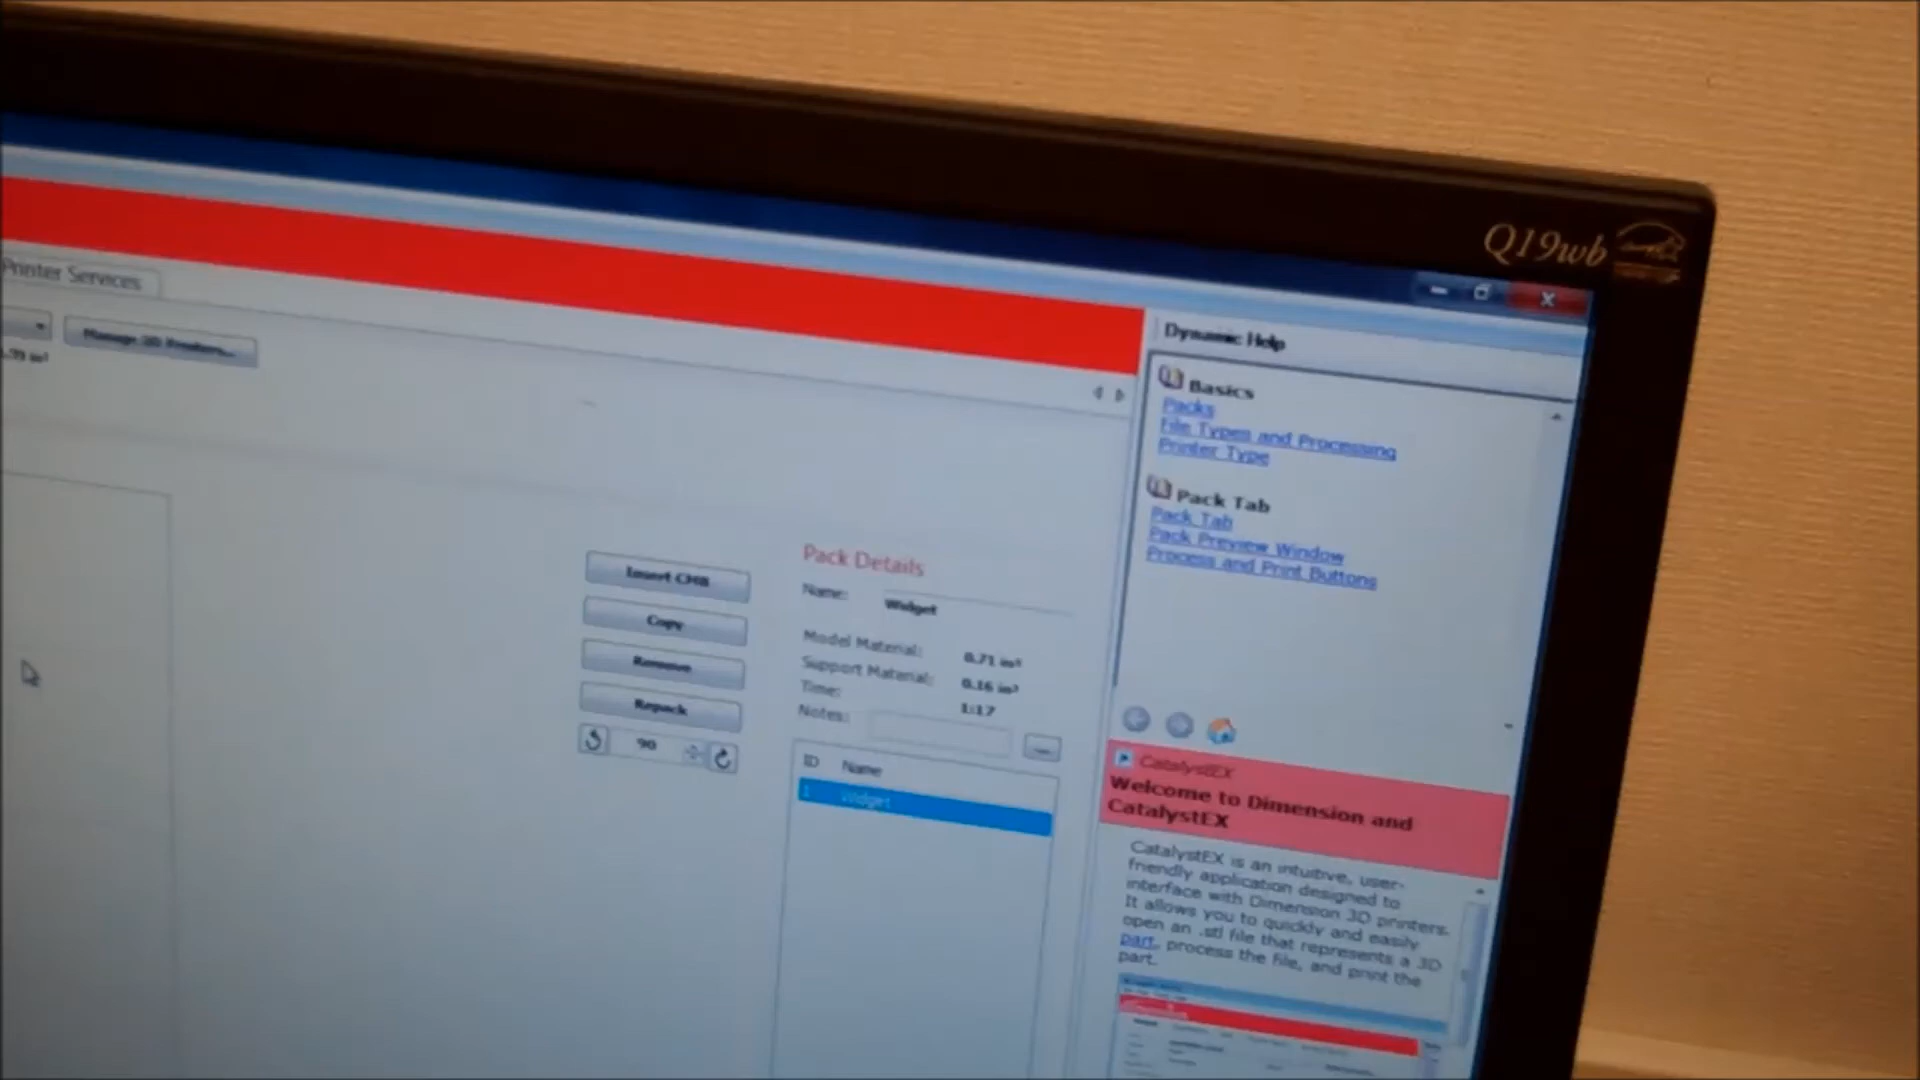 Q19wb
Printer Services
Manage 3D Printers...
Dynamic Help
Basics
Packs
File Types and Processing
Printer Type
Pack Tab
Pack Tab
Pack Preview Window
Process and Print Buttons
Insert CMB
Copy
Remove
Repack
90
Pack Details
Name: Widget
Model Material: 0.71 in³
Support Material: 0.16 in³
Time: 1:17
Notes:
...
ID Name
1 Widget
CatalystEX
Welcome to Dimension and
CatalystEX
CatalystEX is an intuitive, user-
friendly application designed to
interface with Dimension 3D printers.
It allows you to quickly and easily
open an .stl file that represents a 3D
part, process the file, and print the
part.